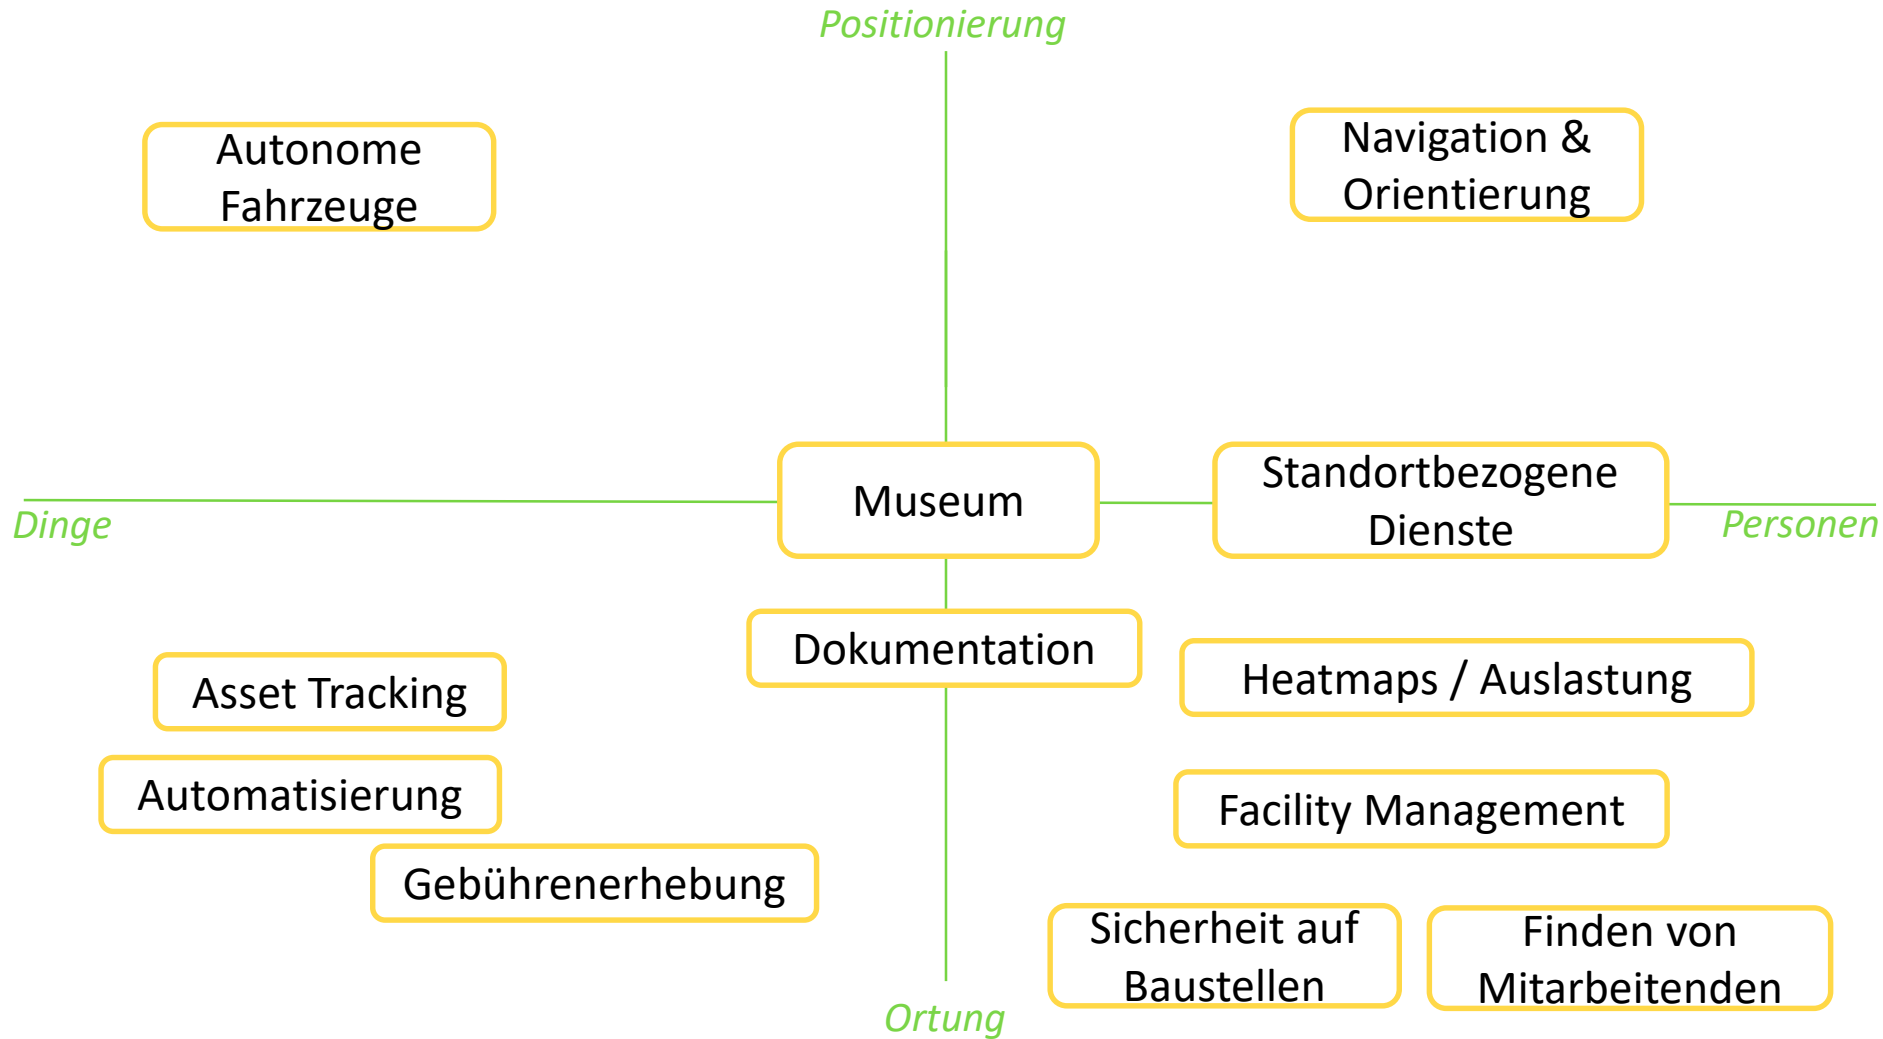 Positionierung
Autonome
Fahrzeuge
Navigation &
Orientierung
Museum
Standortbezogene
Dienste
Dinge
Personen
Dokumentation
Asset Tracking
Heatmaps / Auslastung
Automatisierung
Facility Management
Gebührenerhebung
Sicherheit auf
Baustellen
Finden von
Mitarbeitenden
Ortung